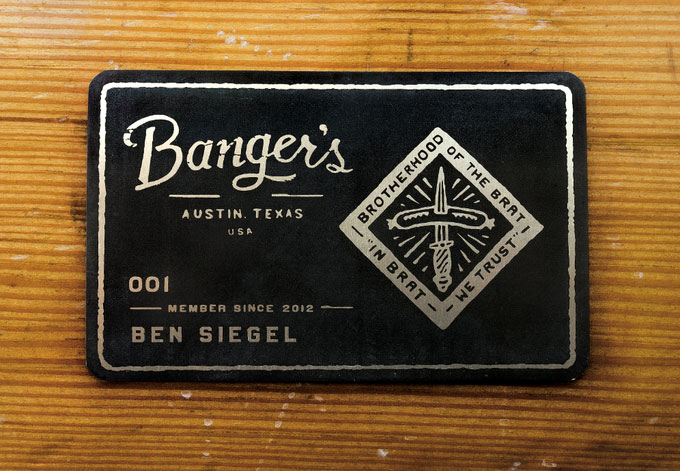 Banger's
AUSTIN, TEXAS
USA
001
MEMBER SINCE 2012
BEN SIEGEL
BROTHERHOOD OF THE BRAT
"IN BRAT
WE TRUST"